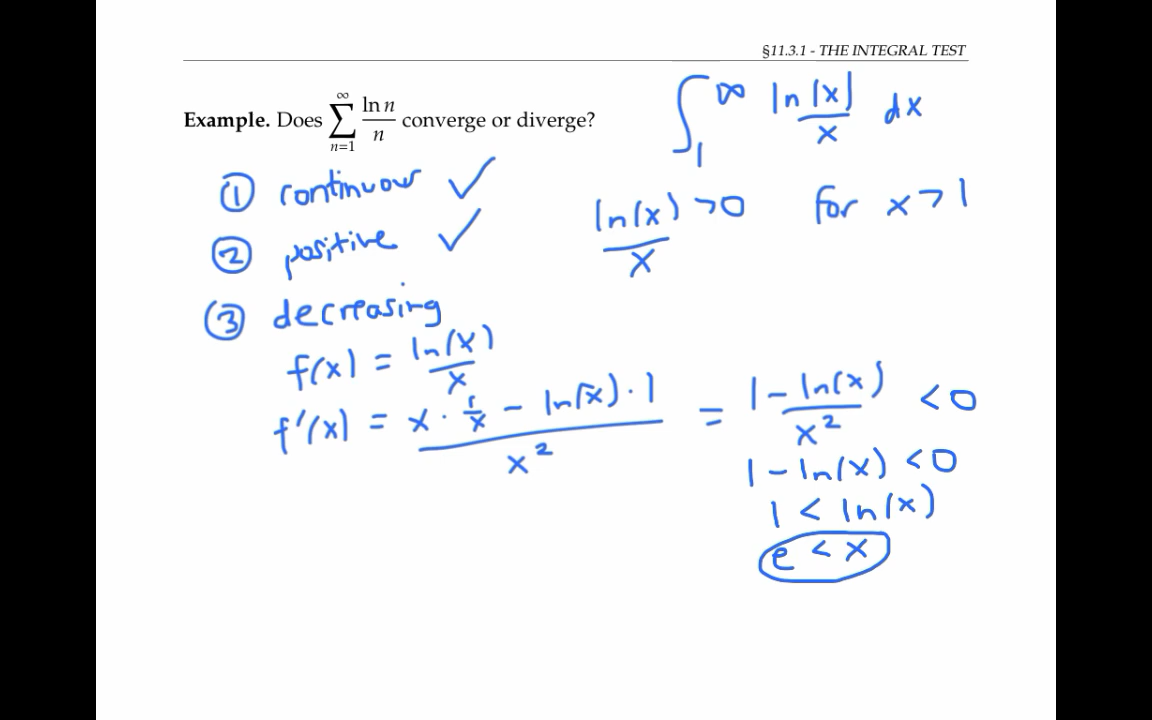 §11.3.1 - THE INTEGRAL TEST
Example. Does ∑_{n=1}^{∞} ln n / n converge or diverge?
∫_1^∞ ln(x)/x dx
① continuous ✓
ln(x)/x > 0 for x > 1
② positive ✓
③ decreasing
f(x) = ln(x)/x
f'(x) = (x · 1/x − ln(x) · 1)/x² = (1 − ln(x))/x² < 0
1 − ln(x) < 0
1 < ln(x)
e < x